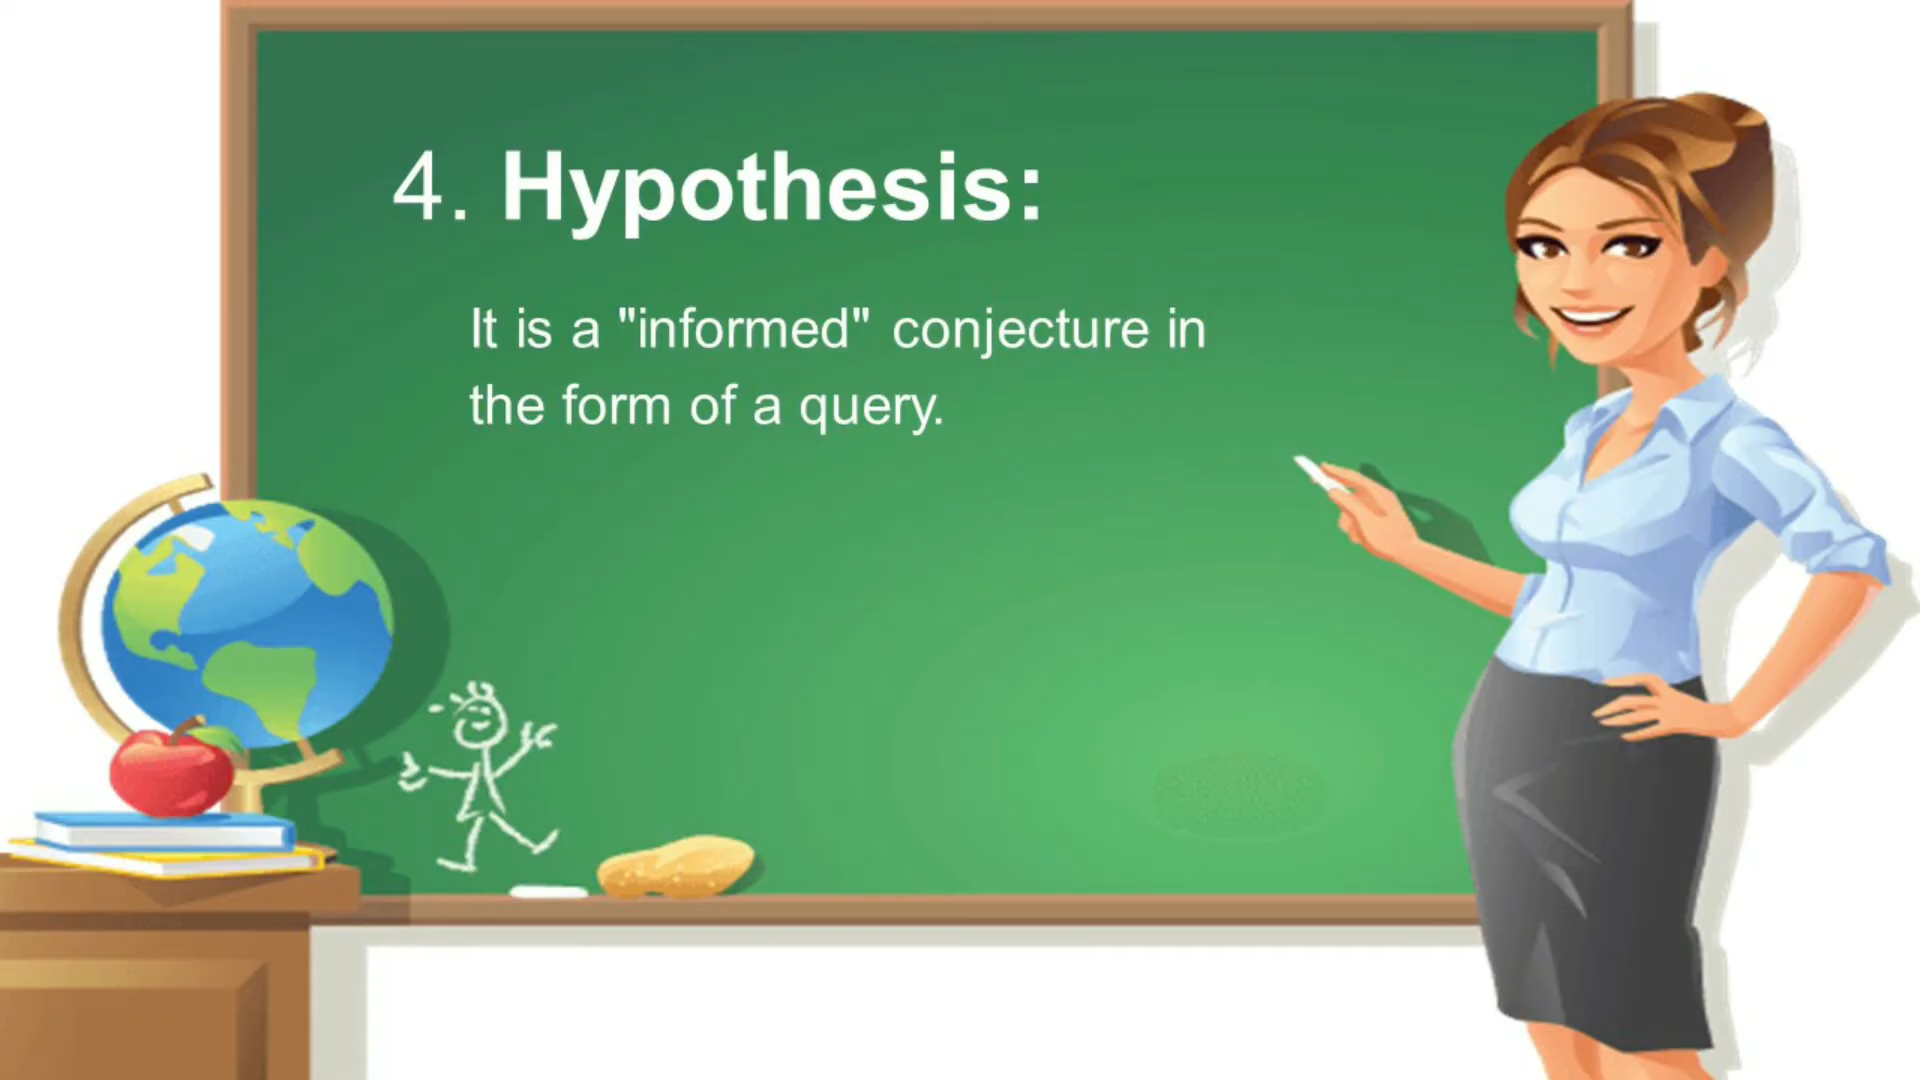 4. Hypothesis:
It is a "informed" conjecture in
the form of a query.